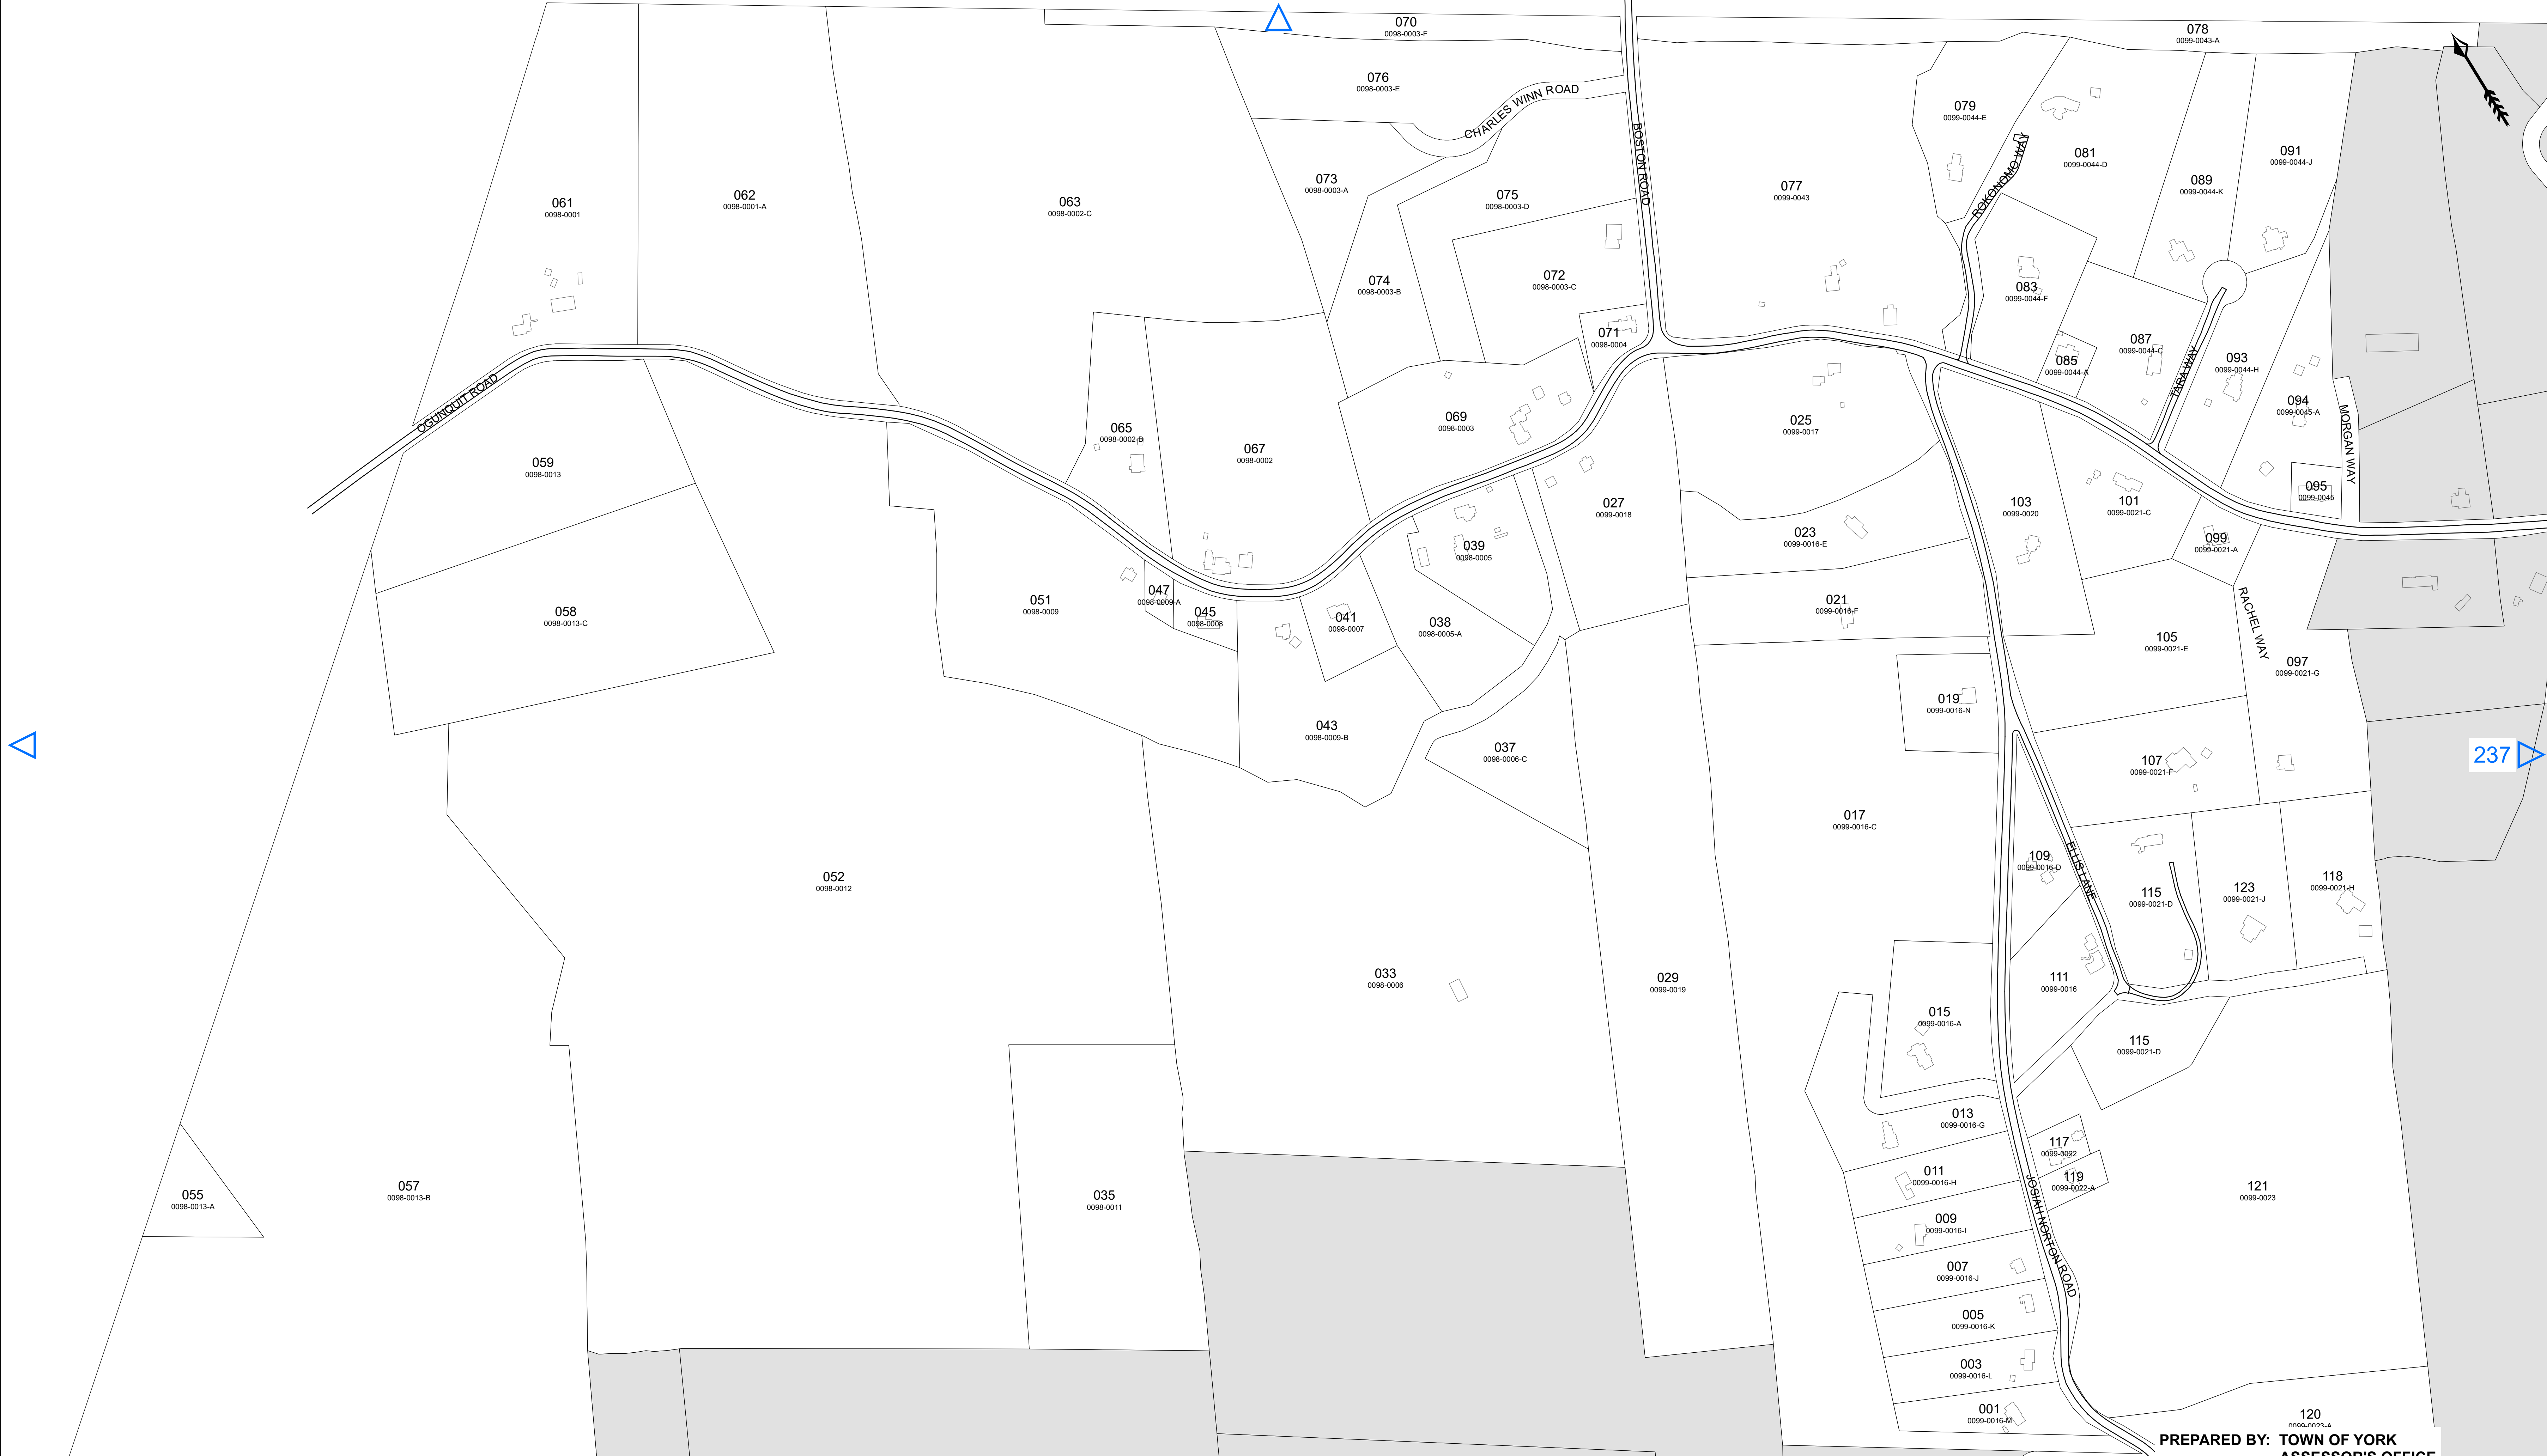 070
0098-0003-F
078
0099-0043-A
076
0098-0003-E
CHARLES WINN ROAD
BOSTON ROAD
079
0099-0044-E
ROKONOMO WAY
081
0099-0044-D
089
0099-0044-K
091
0099-0044-J
061
0098-0001
062
0098-0001-A
063
0098-0002-C
073
0098-0003-A
075
0098-0003-D
077
0099-0043
074
0098-0003-B
072
0098-0003-C
083
0099-0044-F
071
0098-0004
085
0099-0044-A
087
0099-0044-C
TARA WAY
093
0099-0044-H
094
0099-0045-A
MORGAN WAY
095
0099-0045
OGUNQUIT ROAD
059
0098-0013
065
0098-0002-B
067
0098-0002
069
0098-0003
025
0099-0017
027
0099-0018
103
0099-0020
101
0099-0021-C
099
0099-0021-A
023
0099-0016-E
039
0098-0005
058
0098-0013-C
051
0098-0009
047
0098-0009-A
045
0098-0008
041
0098-0007
038
0098-0005-A
021
0099-0016-F
RACHEL WAY
105
0099-0021-E
097
0099-0021-G
019
0099-0016-N
043
0098-0009-B
037
0098-0006-C
107
0099-0021-F
237
017
0099-0016-C
109
0099-0016-D
ELLIS LANE
115
0099-0021-D
123
0099-0021-J
118
0099-0021-H
052
0098-0012
033
0098-0006
029
0099-0019
111
0099-0016
015
0099-0016-A
115
0099-0021-D
013
0099-0016-G
117
0099-0022
011
0099-0016-H
119
0099-0022-A
055
0098-0013-A
057
0098-0013-B
035
0098-0011
121
0099-0023
009
0099-0016-I
JOSIAH NORTON ROAD
007
0099-0016-J
005
0099-0016-K
003
0099-0016-L
001
0099-0016-M
120
0099-0023-A
PREPARED BY: TOWN OF YORK
ASSESSOR'S OFFICE